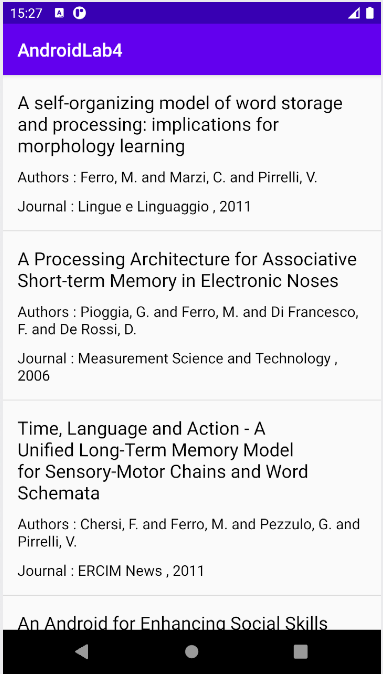 15:27
AndroidLab4
A self-organizing model of word storage
and processing: implications for
morphology learning
Authors : Ferro, M. and Marzi, C. and Pirrelli, V.
Journal : Lingue e Linguaggio , 2011
A Processing Architecture for Associative
Short-term Memory in Electronic Noses
Authors : Pioggia, G. and Ferro, M. and Di Francesco,
F. and De Rossi, D.
Journal : Measurement Science and Technology ,
2006
Time, Language and Action - A
Unified Long-Term Memory Model
for Sensory-Motor Chains and Word
Schemata
Authors : Chersi, F. and Ferro, M. and Pezzulo, G. and
Pirrelli, V.
Journal : ERCIM News , 2011
An Android for Enhancing Social Skills